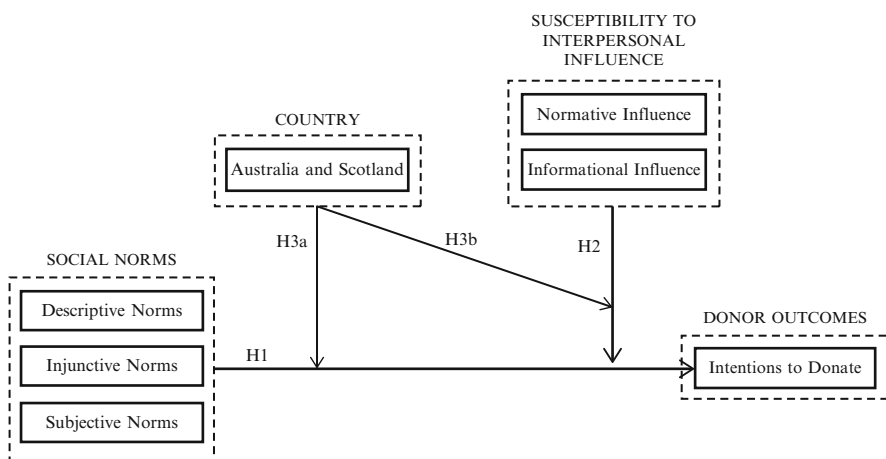 SUSCEPTIBILITY TO
INTERPERSONAL
INFLUENCE
Normative Influence
Informational Influence
COUNTRY
Australia and Scotland
H3a
H3b
H2
SOCIAL NORMS
Descriptive Norms
Injunctive Norms
Subjective Norms
H1
DONOR OUTCOMES
Intentions to Donate